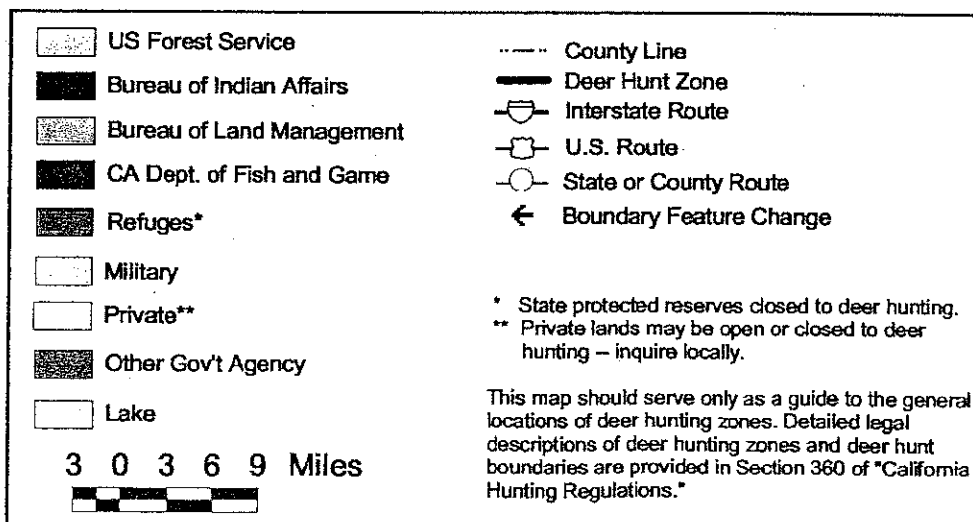 US Forest Service
Bureau of Indian Affairs
Bureau of Land Management
CA Dept. of Fish and Game
Refuges*
Military
Private**
Other Gov't Agency
Lake
3 0 3 6 9 Miles
County Line
Deer Hunt Zone
Interstate Route
U.S. Route
State or County Route
Boundary Feature Change
* State protected reserves closed to deer hunting.
** Private lands may be open or closed to deer
hunting – inquire locally.
This map should serve only as a guide to the general
locations of deer hunting zones. Detailed legal
descriptions of deer hunting zones and deer hunt
boundaries are provided in Section 360 of "California
Hunting Regulations."